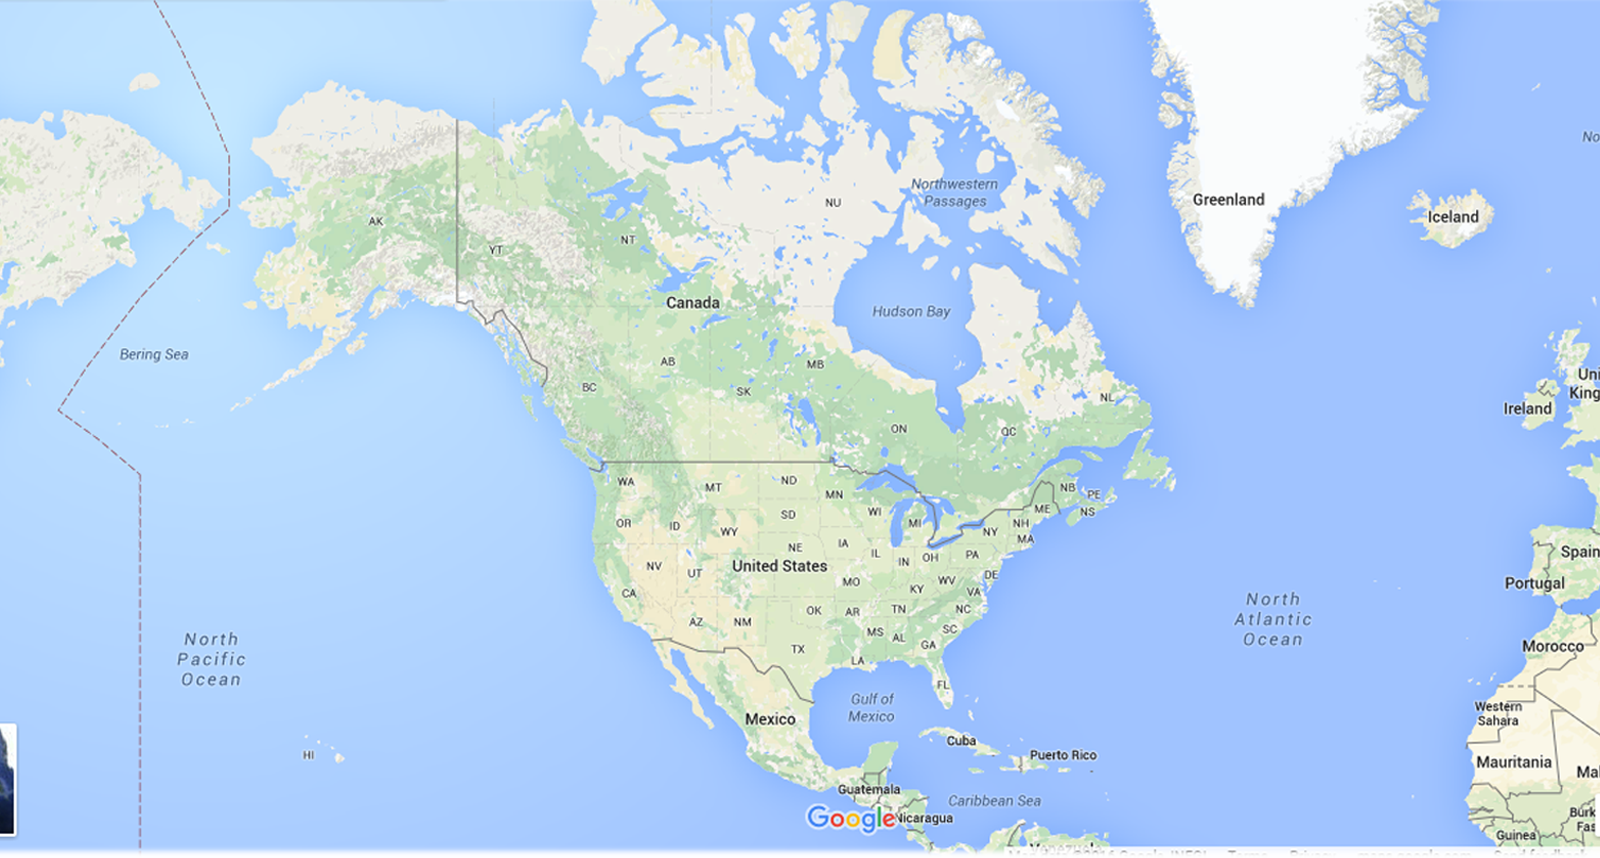 No
NU
Northwestern
Passages
Greenland
Iceland
AK
YT
NT
Canada
Hudson Bay
Bering Sea
AB
MB
BC
SK
NL
ON
QC
Uni
King
Ireland
WA
MT
ND
MN
NB
PE
NS
OR
ID
WY
SD
WI
MI
ME
NH
NY
MA
NE
IA
IL
IN
OH
PA
United States
NV
UT
MO
KY
WV
DE
VA
CA
OK
AR
TN
NC
AZ
NM
MS
AL
SC
TX
LA
GA
FL
Spain
Portugal
North
Atlantic
Ocean
North
Pacific
Ocean
Morocco
Gulf of
Mexico
Mexico
Western
Sahara
HI
Cuba
Puerto Rico
Mauritania
Ma
Guatemala
Caribbean Sea
Google
Nicaragua
Burk
Fas
Guinea